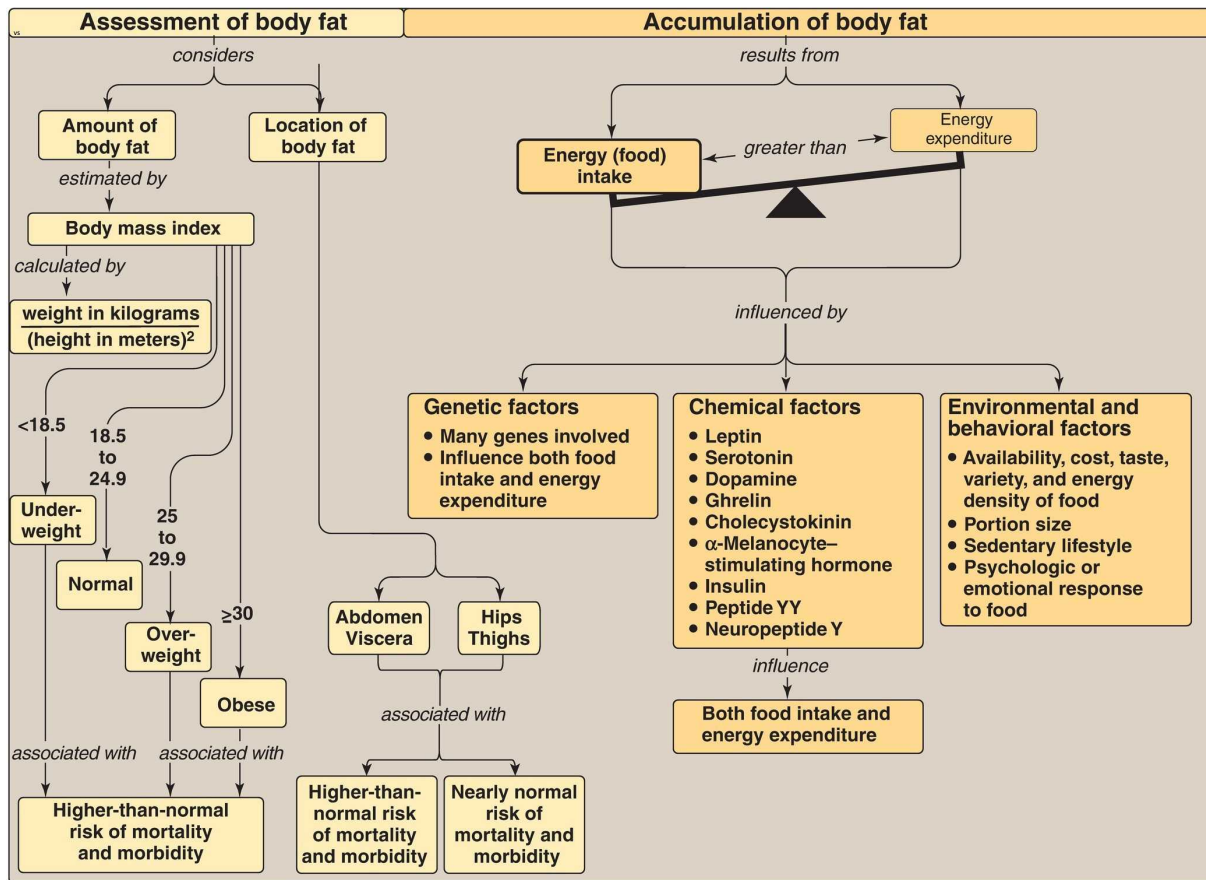 Assessment of body fat
vs
considers
Amount of
body fat
Location of
body fat
estimated by
Body mass index
calculated by
weight in kilograms
(height in meters)²
<18.5
18.5
to
24.9
25
to
29.9
≥30
Under-
weight
Normal
Over-
weight
Obese
associated with
associated with
Higher-than-normal
risk of mortality
and morbidity
Abdomen
Viscera
Hips
Thighs
associated with
Higher-than-
normal risk
of mortality
and morbidity
Nearly normal
risk of
mortality and
morbidity
Accumulation of body fat
results from
Energy (food)
intake
greater than
Energy
expenditure
influenced by
Genetic factors
• Many genes involved
• Influence both food
intake and energy
expenditure
Chemical factors
• Leptin
• Serotonin
• Dopamine
• Ghrelin
• Cholecystokinin
• α-Melanocyte–
stimulating hormone
• Insulin
• Peptide YY
• Neuropeptide Y
influence
Both food intake and
energy expenditure
Environmental and
behavioral factors
• Availability, cost, taste,
variety, and energy
density of food
• Portion size
• Sedentary lifestyle
• Psychologic or
emotional response
to food